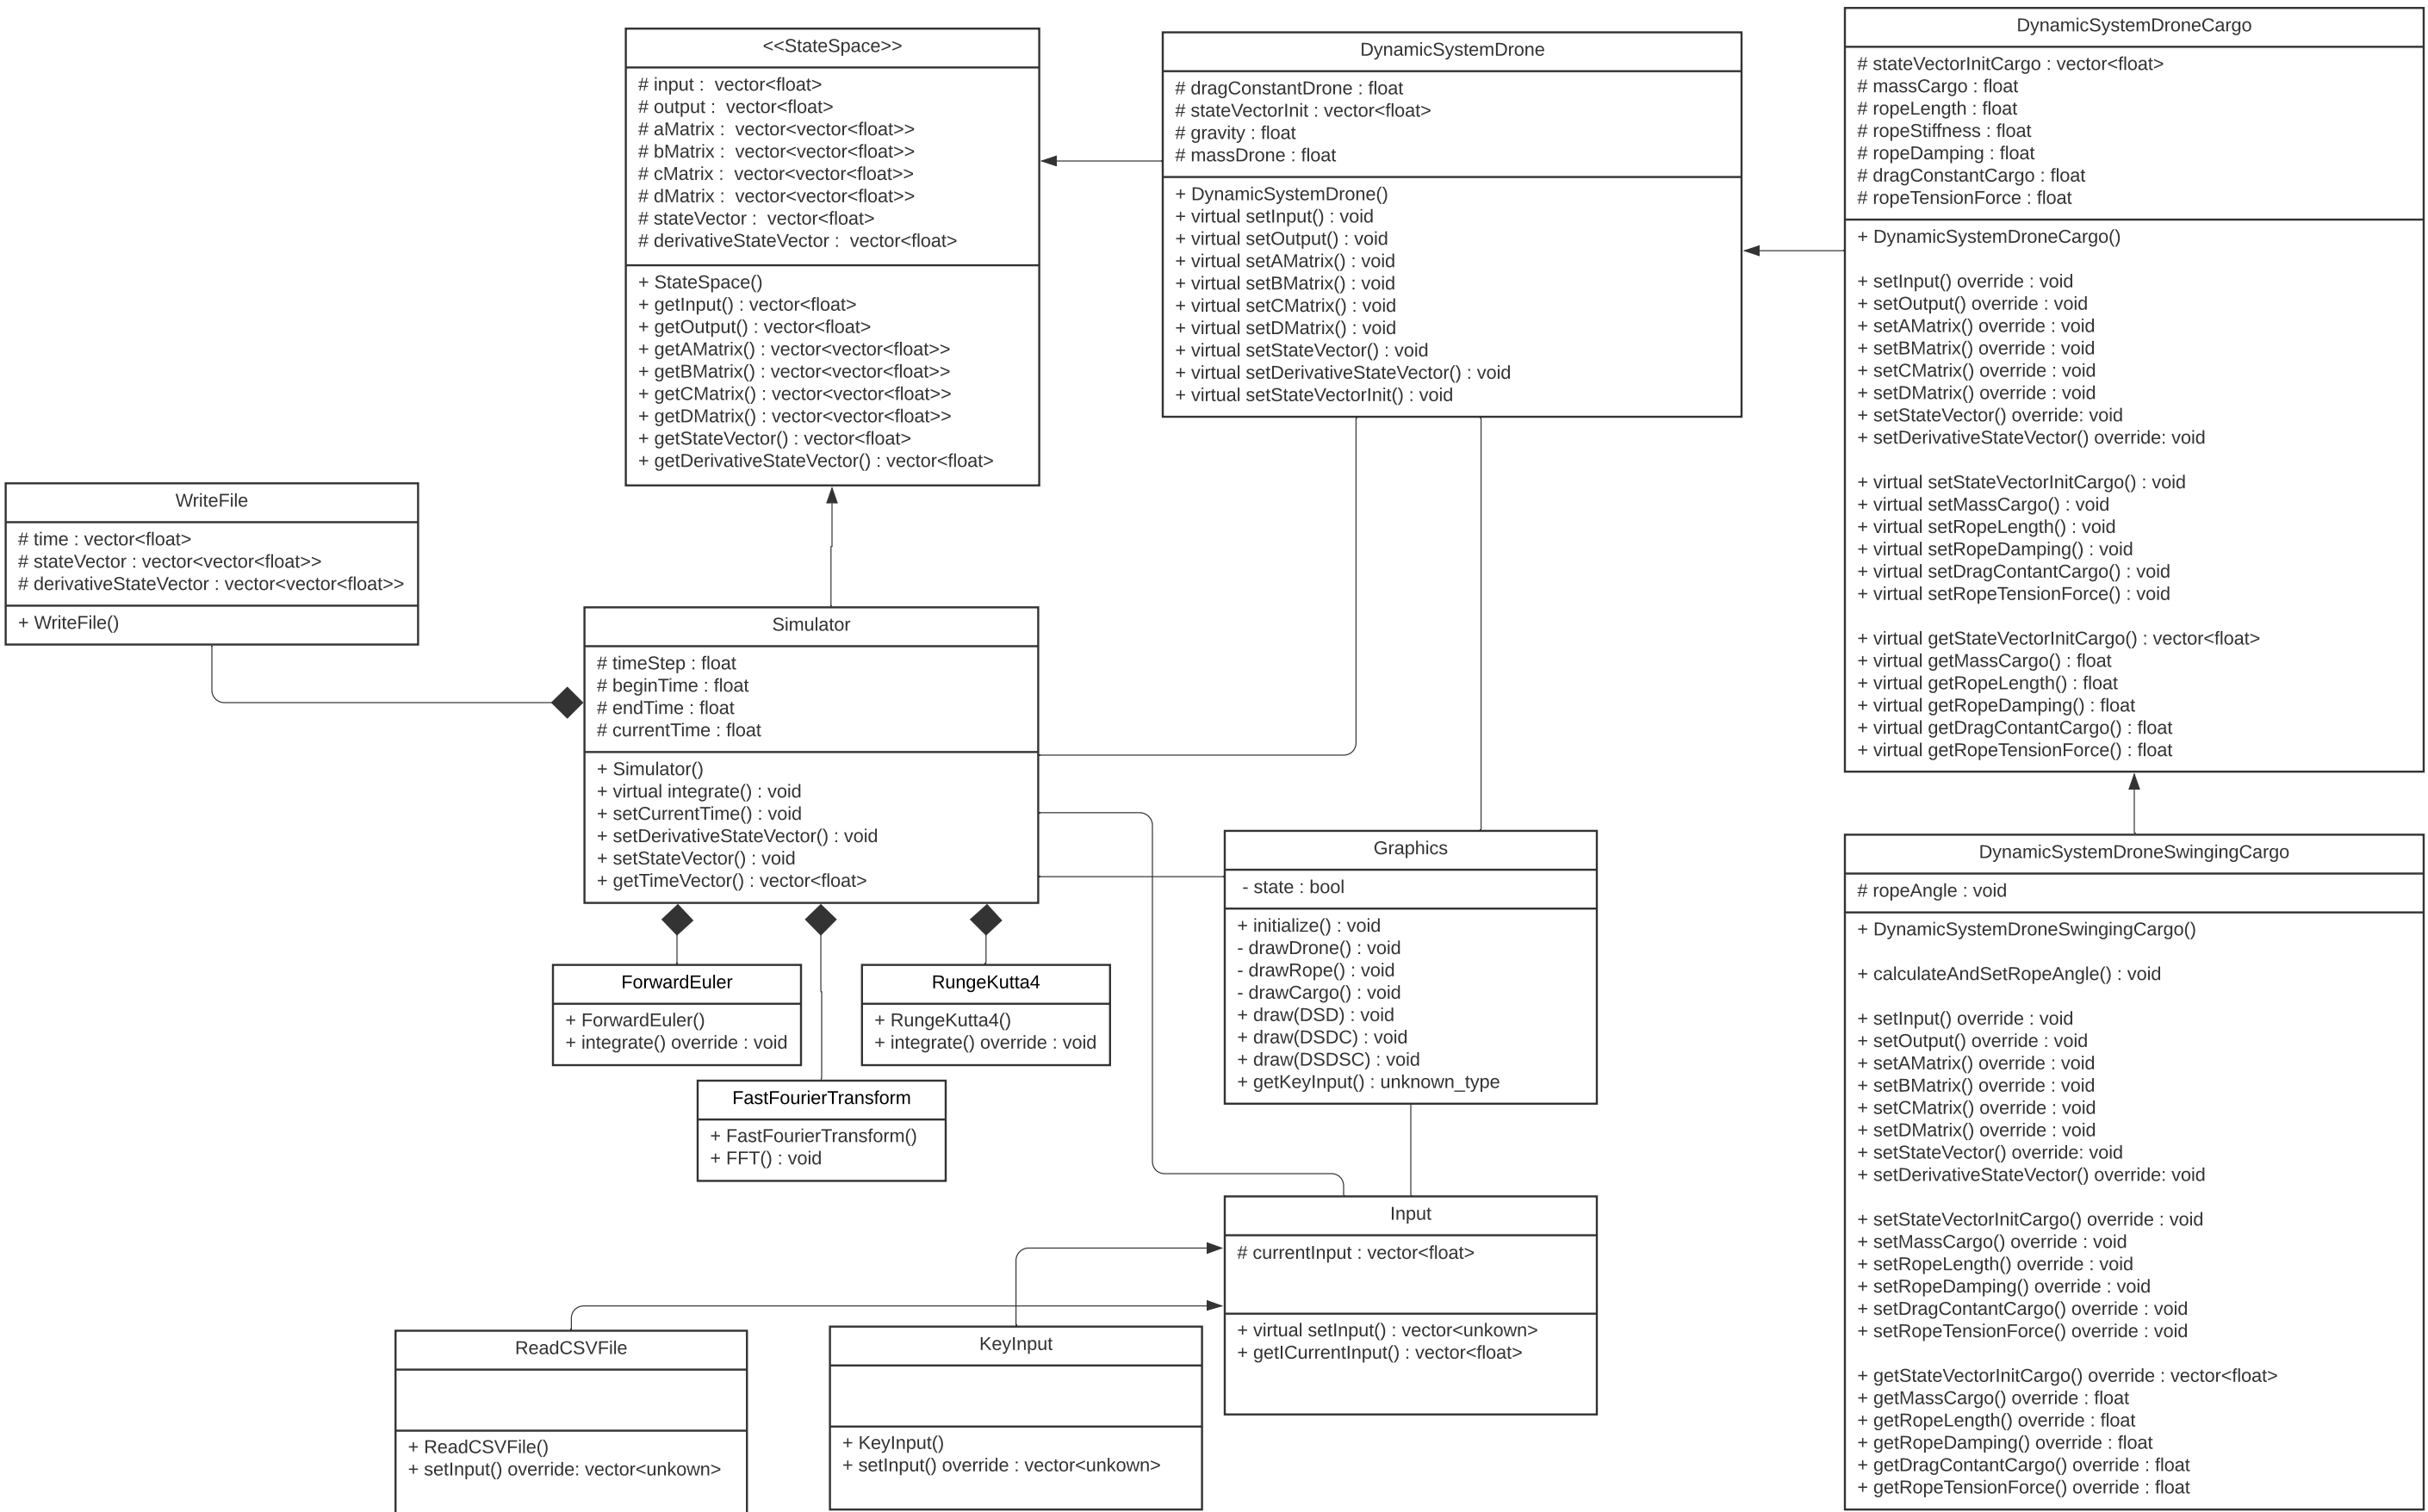 <<StateSpace>>
# input :  vector<float>
# output :  vector<float>
# aMatrix :  vector<vector<float>>
# bMatrix :  vector<vector<float>>
# cMatrix :  vector<vector<float>>
# dMatrix :  vector<vector<float>>
# stateVector :  vector<float>
# derivativeStateVector :  vector<float>
+ StateSpace()
+ getInput() : vector<float>
+ getOutput() : vector<float>
+ getAMatrix() : vector<vector<float>>
+ getBMatrix() : vector<vector<float>>
+ getCMatrix() : vector<vector<float>>
+ getDMatrix() : vector<vector<float>>
+ getStateVector() : vector<float>
+ getDerivativeStateVector() : vector<float>
DynamicSystemDrone
# dragConstantDrone : float
# stateVectorInit : vector<float>
# gravity : float
# massDrone : float
+ DynamicSystemDrone()
+ virtual setInput() : void
+ virtual setOutput() : void
+ virtual setAMatrix() : void
+ virtual setBMatrix() : void
+ virtual setCMatrix() : void
+ virtual setDMatrix() : void
+ virtual setStateVector() : void
+ virtual setDerivativeStateVector() : void
+ virtual setStateVectorInit() : void
DynamicSystemDroneCargo
# stateVectorInitCargo : vector<float>
# massCargo : float
# ropeLength : float
# ropeStiffness : float
# ropeDamping : float
# dragConstantCargo : float
# ropeTensionForce : float
+ DynamicSystemDroneCargo()
+ setInput() override : void
+ setOutput() override : void
+ setAMatrix() override : void
+ setBMatrix() override : void
+ setCMatrix() override : void
+ setDMatrix() override : void
+ setStateVector() override: void
+ setDerivativeStateVector() override: void
+ virtual setStateVectorInitCargo() : void
+ virtual setMassCargo() : void
+ virtual setRopeLength() : void
+ virtual setRopeDamping() : void
+ virtual setDragContantCargo() : void
+ virtual setRopeTensionForce() : void
+ virtual getStateVectorInitCargo() : vector<float>
+ virtual getMassCargo() : float
+ virtual getRopeLength() : float
+ virtual getRopeDamping() : float
+ virtual getDragContantCargo() : float
+ virtual getRopeTensionForce() : float
WriteFile
# time : vector<float>
# stateVector : vector<vector<float>>
# derivativeStateVector : vector<vector<float>>
+ WriteFile()
Simulator
# timeStep : float
# beginTime : float
# endTime : float
# currentTime : float
+ Simulator()
+ virtual integrate() : void
+ setCurrentTime() : void
+ setDerivativeStateVector() : void
+ setStateVector() : void
+ getTimeVector() : vector<float>
Graphics
- state : bool
+ initialize() : void
- drawDrone() : void
- drawRope() : void
- drawCargo() : void
+ draw(DSD) : void
+ draw(DSDC) : void
+ draw(DSDSC) : void
+ getKeyInput() : unknown_type
DynamicSystemDroneSwingingCargo
# ropeAngle : void
+ DynamicSystemDroneSwingingCargo()
+ calculateAndSetRopeAngle() : void
+ setInput() override : void
+ setOutput() override : void
+ setAMatrix() override : void
+ setBMatrix() override : void
+ setCMatrix() override : void
+ setDMatrix() override : void
+ setStateVector() override: void
+ setDerivativeStateVector() override: void
+ setStateVectorInitCargo() override : void
+ setMassCargo() override : void
+ setRopeLength() override : void
+ setRopeDamping() override : void
+ setDragContantCargo() override : void
+ setRopeTensionForce() override : void
+ getStateVectorInitCargo() override : vector<float>
+ getMassCargo() override : float
+ getRopeLength() override : float
+ getRopeDamping() override : float
+ getDragContantCargo() override : float
+ getRopeTensionForce() override : float
ForwardEuler
+ ForwardEuler()
+ integrate() override : void
RungeKutta4
+ RungeKutta4()
+ integrate() override : void
FastFourierTransform
+ FastFourierTransform()
+ FFT() : void
Input
# currentInput : vector<float>
+ virtual setInput() : vector<unkown>
+ getICurrentInput() : vector<float>
ReadCSVFile
+ ReadCSVFile()
+ setInput() override: vector<unkown>
KeyInput
+ KeyInput()
+ setInput() override : vector<unkown>